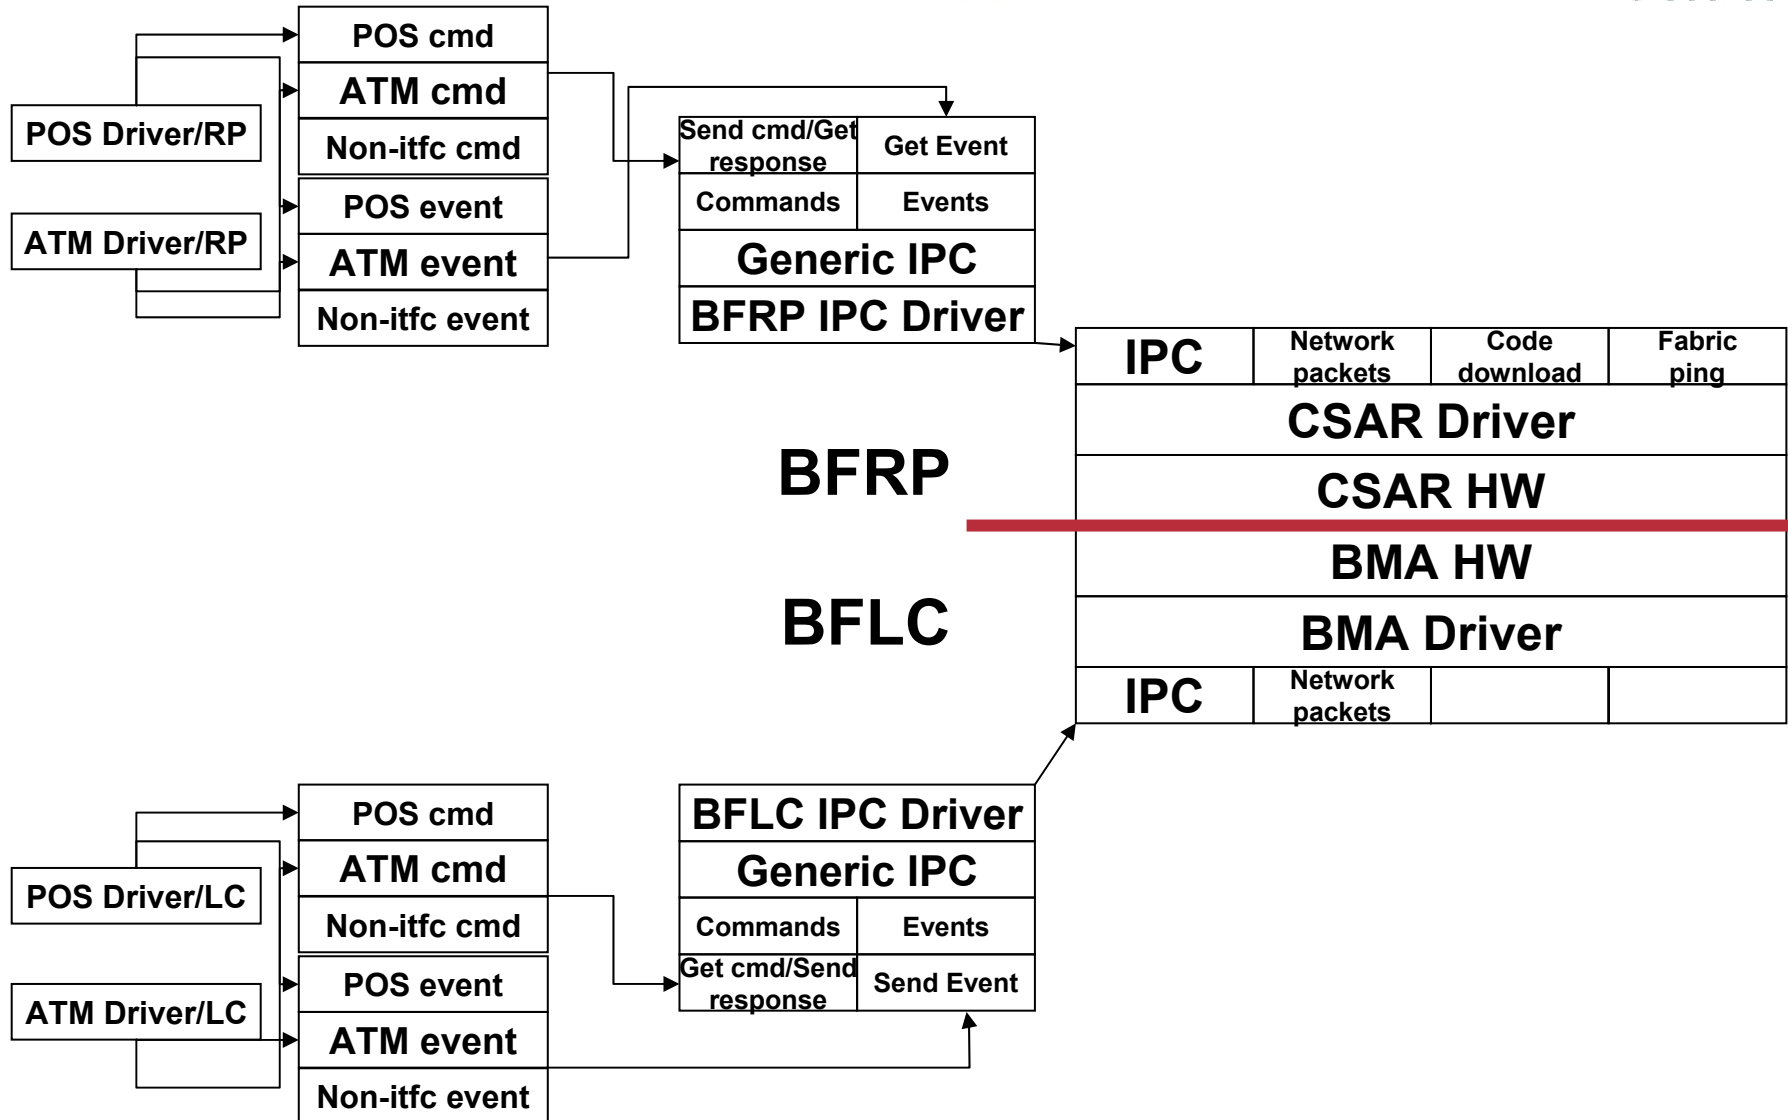 POS cmd
ATM cmd
Non-itfc cmd
POS event
ATM event
Non-itfc event
POS Driver/RP
ATM Driver/RP
Send cmd/Get
response
Get Event
Commands
Events
Generic IPC
BFRP IPC Driver
IPC
Network
packets
Code
download
Fabric
ping
CSAR Driver
CSAR HW
BFRP
BFLC
BMA HW
BMA Driver
IPC
Network
packets
POS cmd
ATM cmd
Non-itfc cmd
POS event
ATM event
Non-itfc event
POS Driver/LC
ATM Driver/LC
BFLC IPC Driver
Generic IPC
Commands
Events
Get cmd/Send
response
Send Event